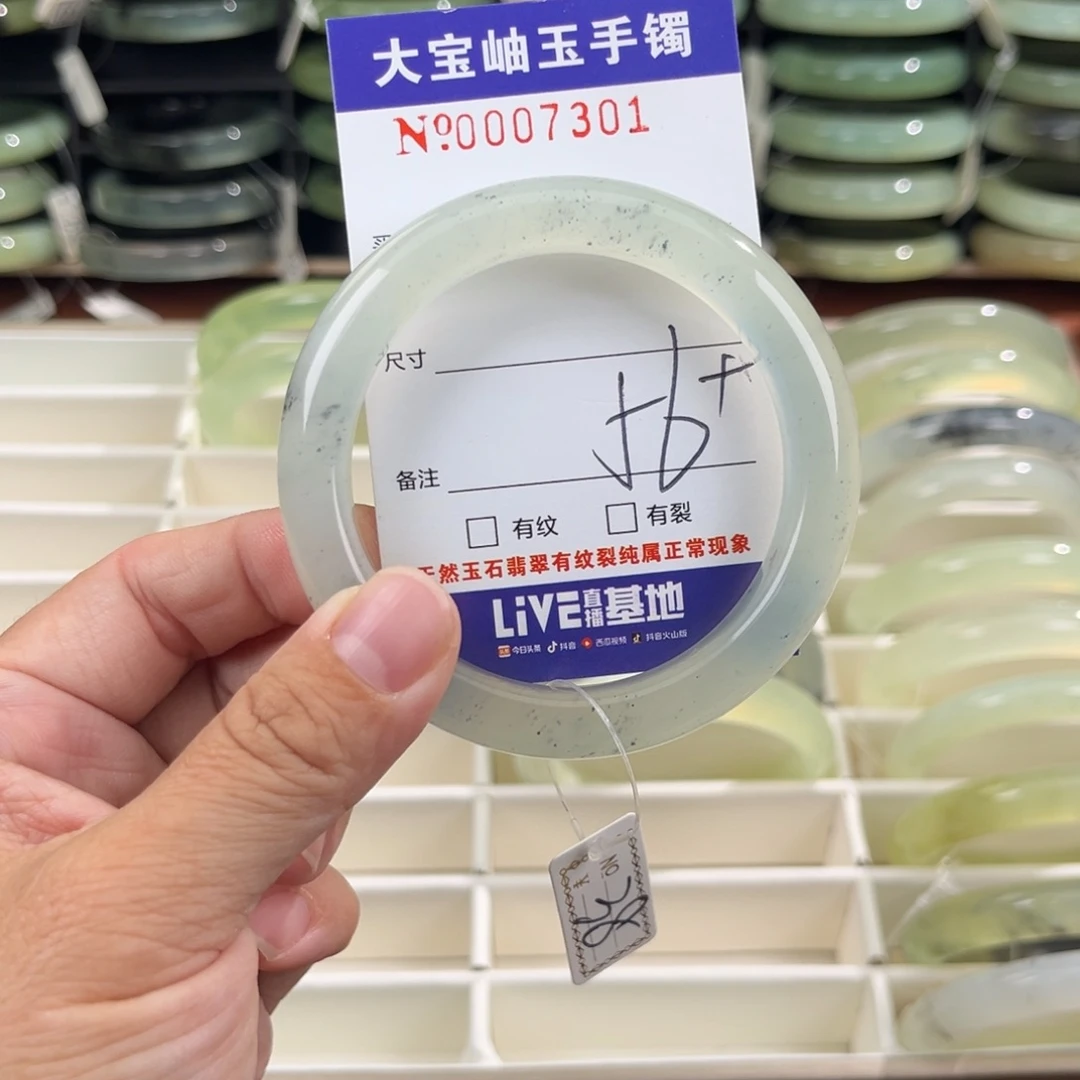 大宝岫玉手镯
Nº0007301
尺寸
56+
备注
有纹
有裂
天然玉石翡翠有纹裂纯属正常现象
LiVE直播基地
今日头条 抖音 西瓜视频 抖音火山版
NO
¥